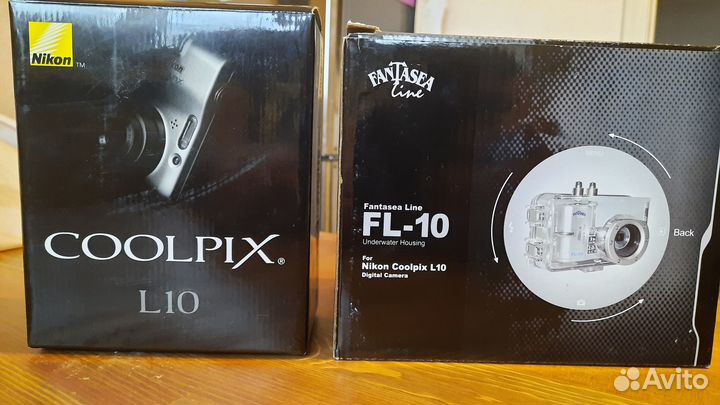 Nikon TM
COOLPIX®
L10
FANTASEA
line
Fantasea Line
FL-10
Underwater Housing
For
Nikon Coolpix L10
Digital Camera
Back
Avito